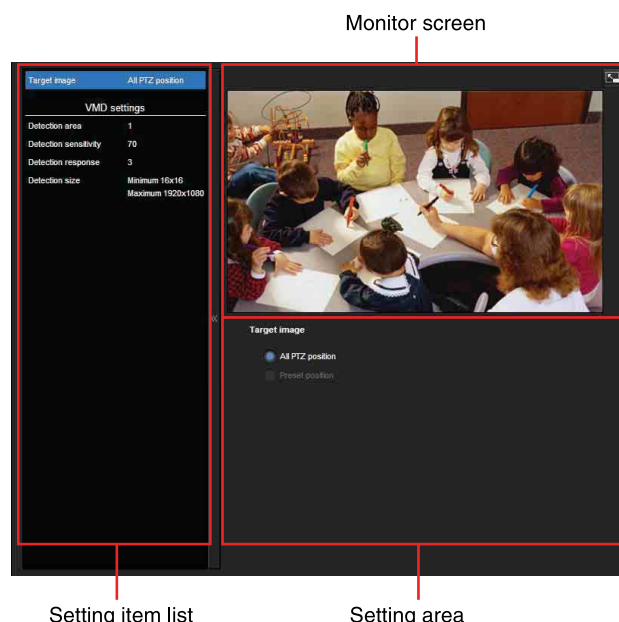 Monitor screen
Target image All PTZ position
VMD settings
Detection area 1
Detection sensitivity 70
Detection response 3
Detection size Minimum 16x16
Maximum 1920x1080
«
Target image
All PTZ position
Preset position
Setting item list
Setting area